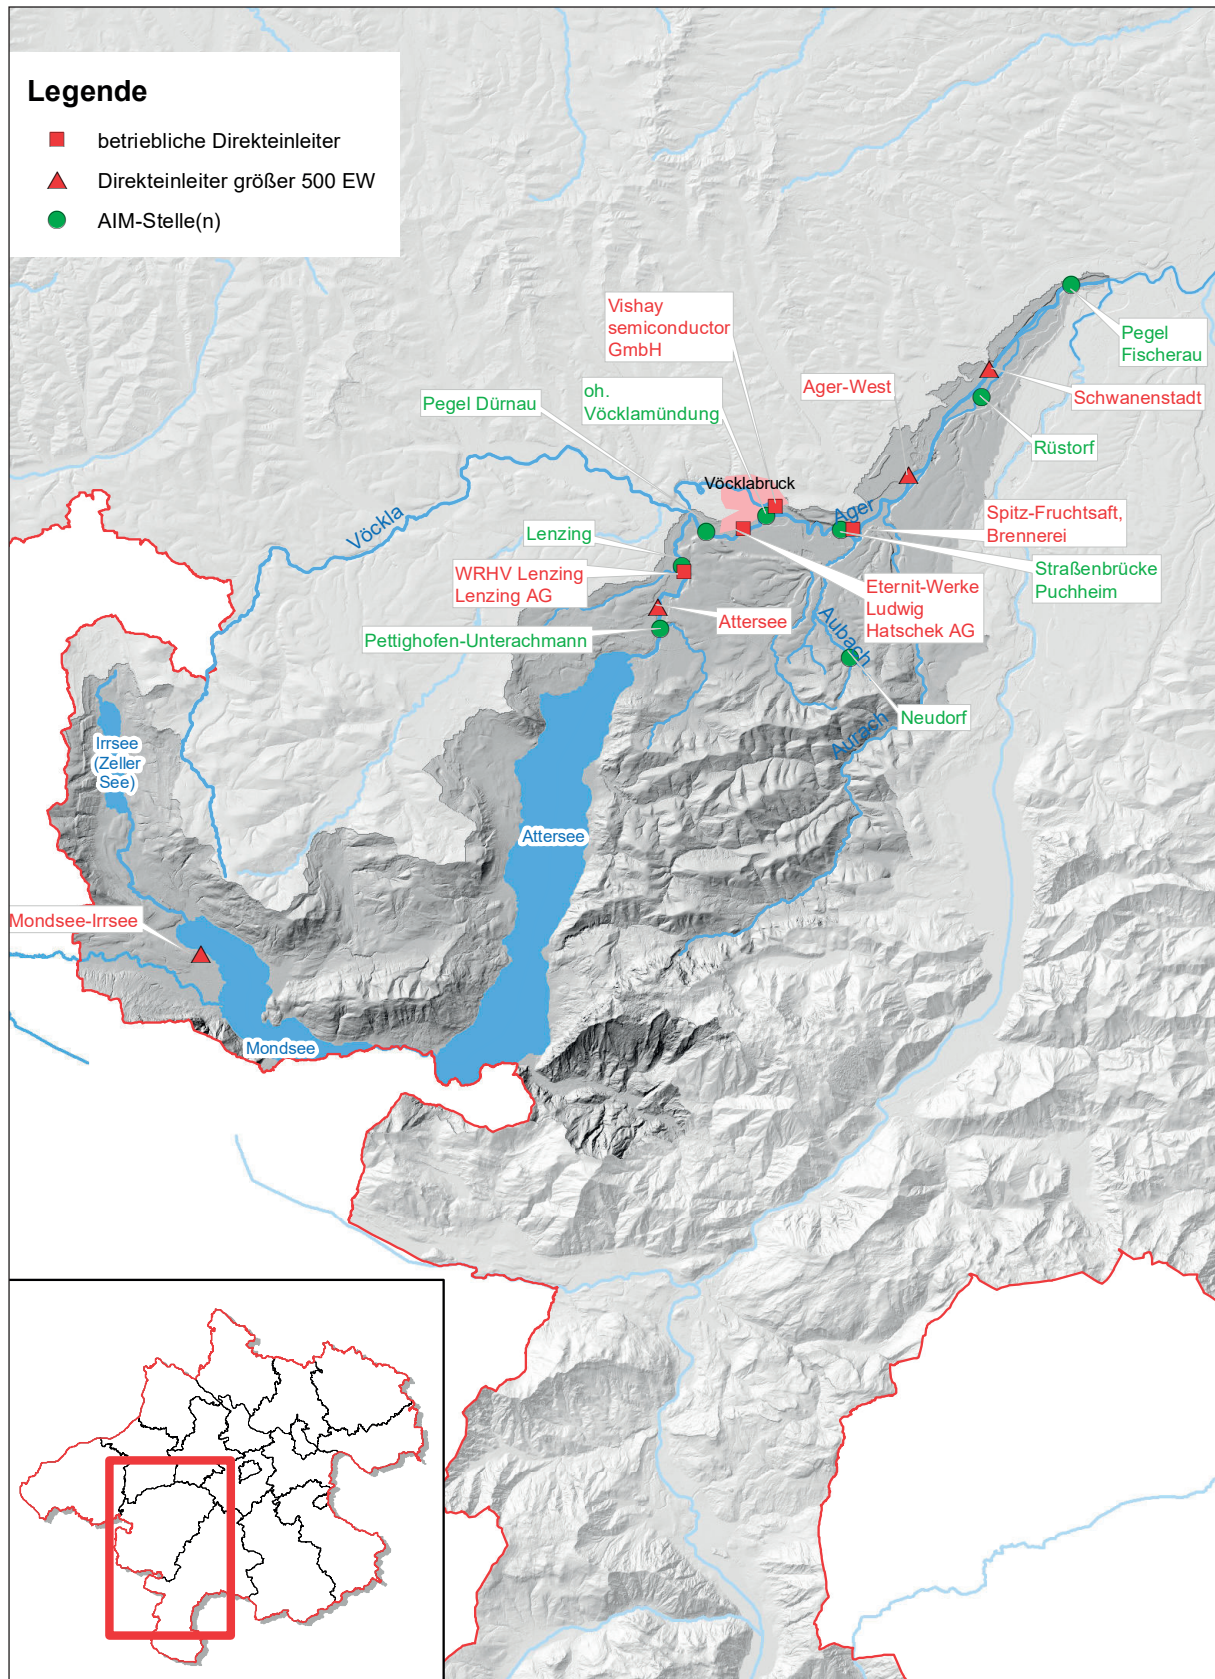 Legende
betriebliche Direkteinleiter
Direkteinleiter größer 500 EW
AIM-Stelle(n)
Vishay
semiconductor
GmbH
Pegel
Fischerau
Ager-West
Schwanenstadt
oh.
Vöcklamündung
Pegel Dürnau
Rüstorf
Vöcklabruck
Vöckla
Ager
Spitz-Fruchtsaft,
Brennerei
Lenzing
Straßenbrücke
Puchheim
WRHV Lenzing
Lenzing AG
Eternit-Werke
Ludwig
Hatschek AG
Attersee
Pettighofen-Unterachmann
Aubach
Neudorf
Aurach
Irrsee
(Zeller
See)
Attersee
Mondsee-Irrsee
Mondsee